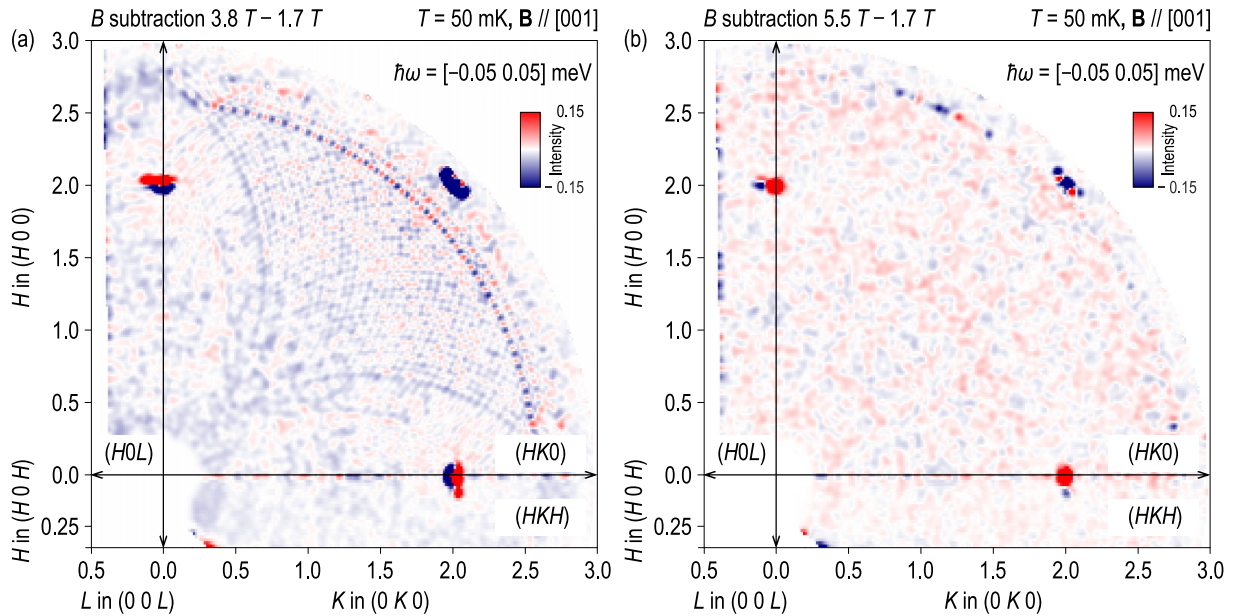 B subtraction 3.8 T − 1.7 T
T = 50 mK, B // [001]
(a)
3.0
2.5
2.0
1.5
1.0
0.5
0.0
0.25
H in (H 0 0)
H in (H 0 H)
ħω = [−0.05 0.05] meV
0.15
−0.15
Intensity
(H0L)
(HK0)
(HKH)
0.5
0.0
0.5
1.0
1.5
2.0
2.5
3.0
L in (0 0 L)
K in (0 K 0)
B subtraction 5.5 T − 1.7 T
T = 50 mK, B // [001]
(b)
3.0
2.5
2.0
1.5
1.0
0.5
0.0
0.25
H in (H 0 0)
H in (H 0 H)
ħω = [−0.05 0.05] meV
0.15
−0.15
Intensity
(H0L)
(HK0)
(HKH)
0.5
0.0
0.5
1.0
1.5
2.0
2.5
3.0
L in (0 0 L)
K in (0 K 0)